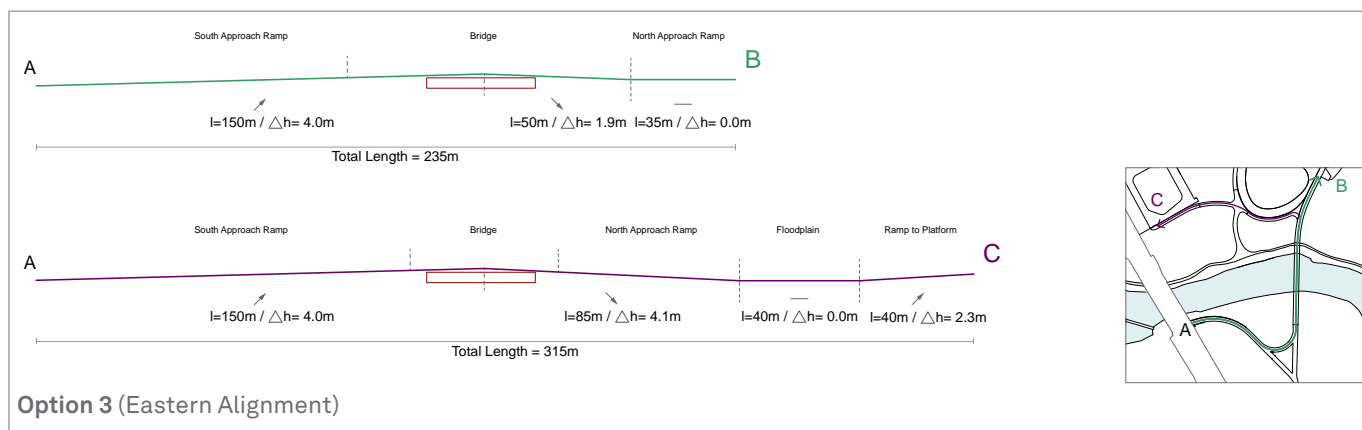 South Approach Ramp Bridge North Approach Ramp
A B
l=150m / △h= 4.0m l=50m / △h= 1.9m l=35m / △h= 0.0m
Total Length = 235m
South Approach Ramp Bridge North Approach Ramp Floodplain Ramp to Platform
A C
l=150m / △h= 4.0m l=85m / △h= 4.1m l=40m / △h= 0.0m l=40m / △h= 2.3m
Total Length = 315m
B
C
A
Option 3 (Eastern Alignment)